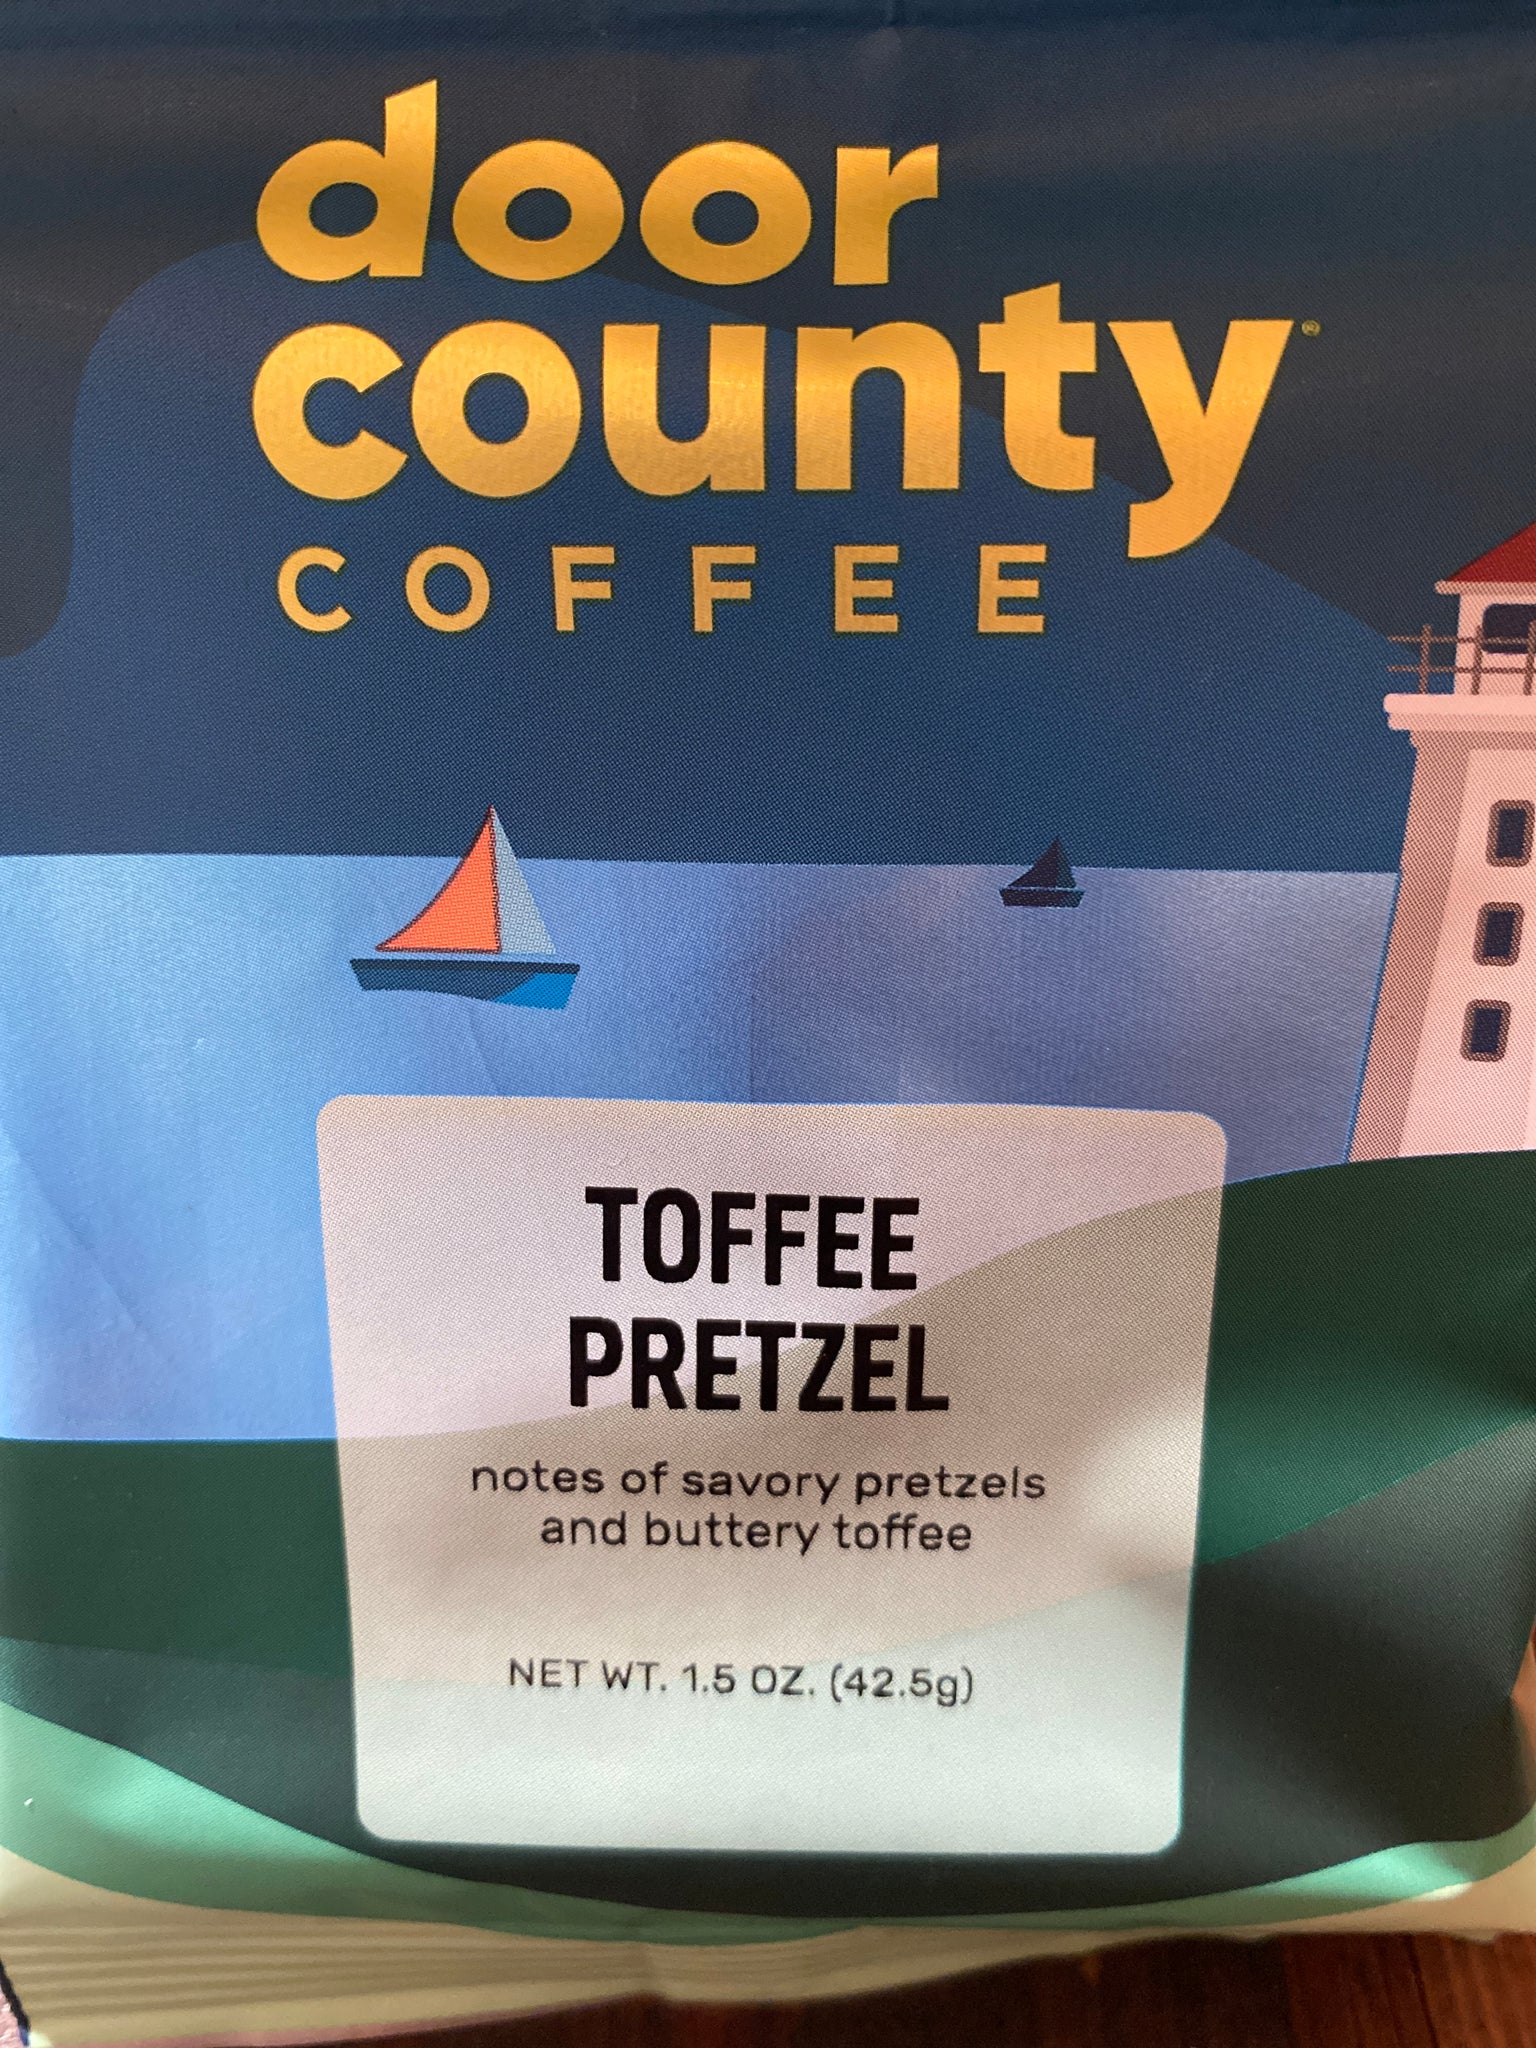 door
county®
COFFEE
TOFFEE
PRETZEL
notes of savory pretzels
and buttery toffee
NET WT. 1.5 OZ. (42.5g)